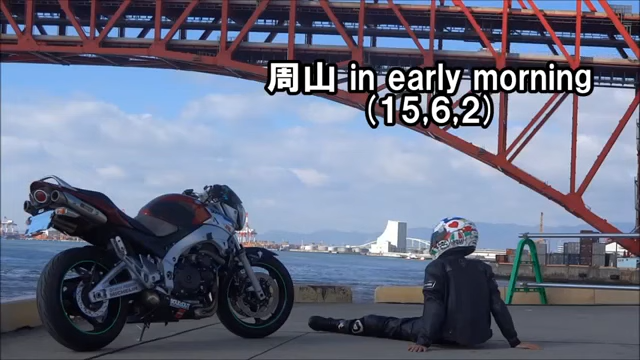 周山 in early morning
(15,6,2)